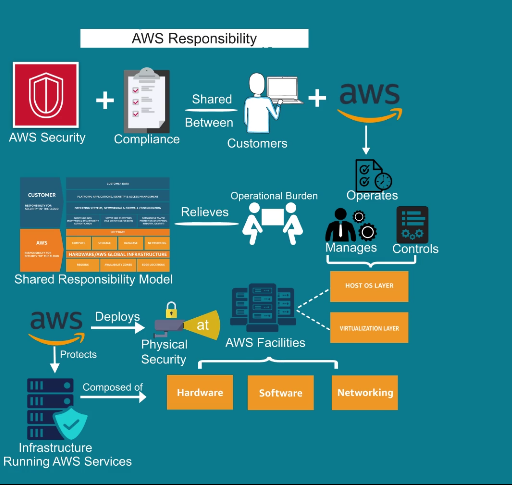 AWS Responsibility
AWS Security
+
Compliance
Shared
Between
Customers
+
aws
Operates
Manages
Controls
HOST OS LAYER
VIRTUALIZATION LAYER
CUSTOMER
AWS
HARDWARE/AWS GLOBAL INFRASTRUCTURE
Shared Responsibility Model
Relieves
Operational Burden
aws
Deploys
Physical
Security
at
AWS Facilities
Protects
Composed of
Hardware
Software
Networking
Infrastructure
Running AWS Services